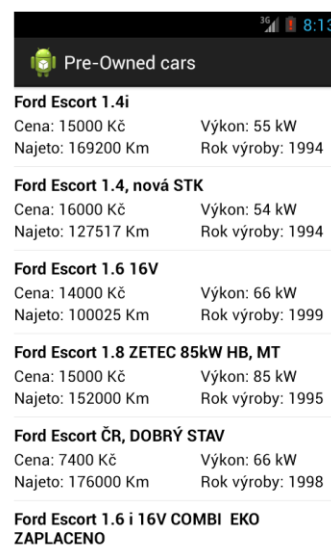 3G 8:13
Pre-Owned cars
Ford Escort 1.4i
Cena: 15000 Kč Výkon: 55 kW
Najeto: 169200 Km Rok výroby: 1994
Ford Escort 1.4, nová STK
Cena: 16000 Kč Výkon: 54 kW
Najeto: 127517 Km Rok výroby: 1994
Ford Escort 1.6 16V
Cena: 14000 Kč Výkon: 66 kW
Najeto: 100025 Km Rok výroby: 1999
Ford Escort 1.8 ZETEC 85kW HB, MT
Cena: 15000 Kč Výkon: 85 kW
Najeto: 152000 Km Rok výroby: 1995
Ford Escort ČR, DOBRÝ STAV
Cena: 7400 Kč Výkon: 66 kW
Najeto: 176000 Km Rok výroby: 1998
Ford Escort 1.6 i 16V COMBI EKO
ZAPLACENO